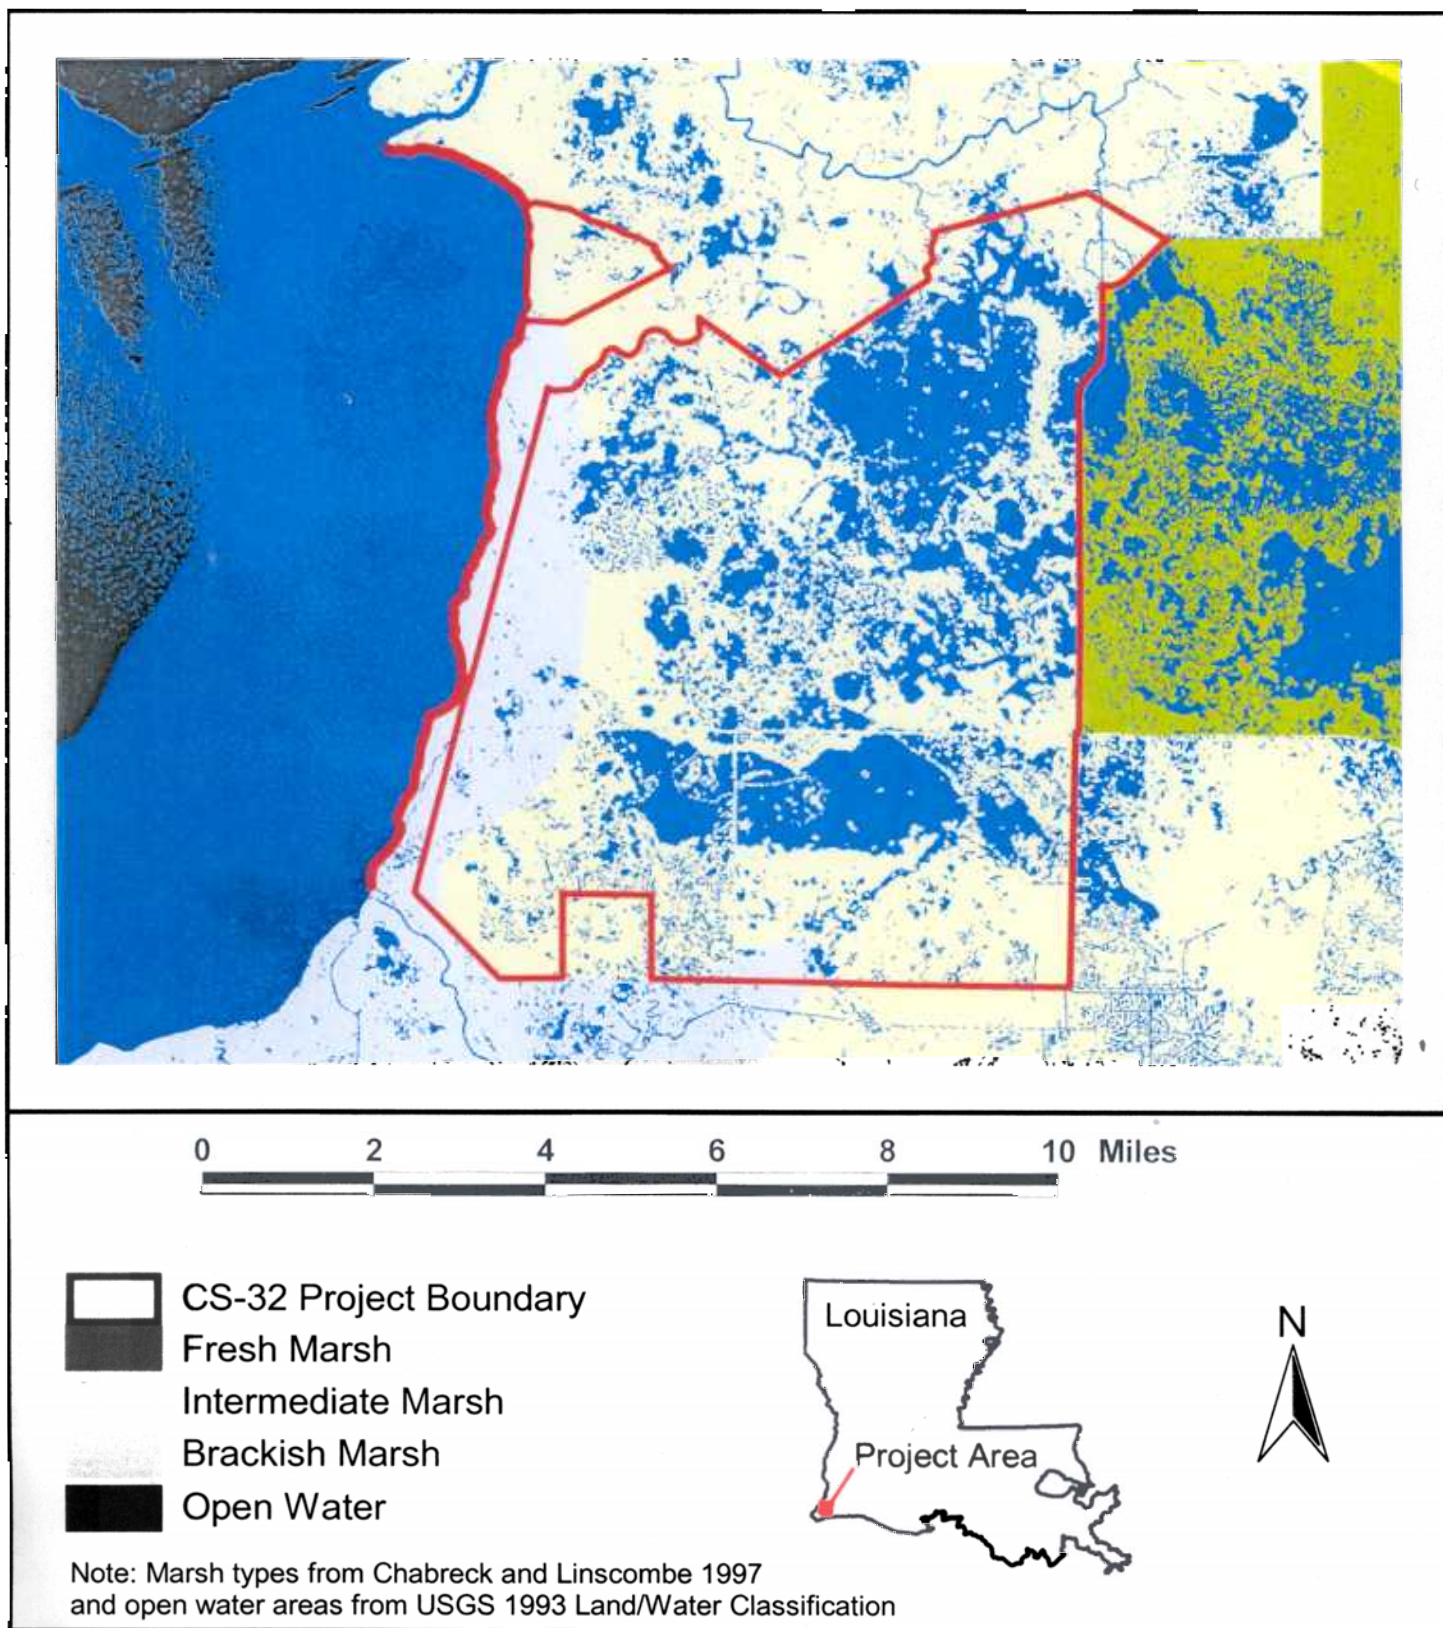 0 2 4 6 8 10 Miles
CS-32 Project Boundary
Fresh Marsh
Intermediate Marsh
Brackish Marsh
Open Water
Louisiana
Project Area
N
Note: Marsh types from Chabreck and Linscombe 1997
and open water areas from USGS 1993 Land/Water Classification